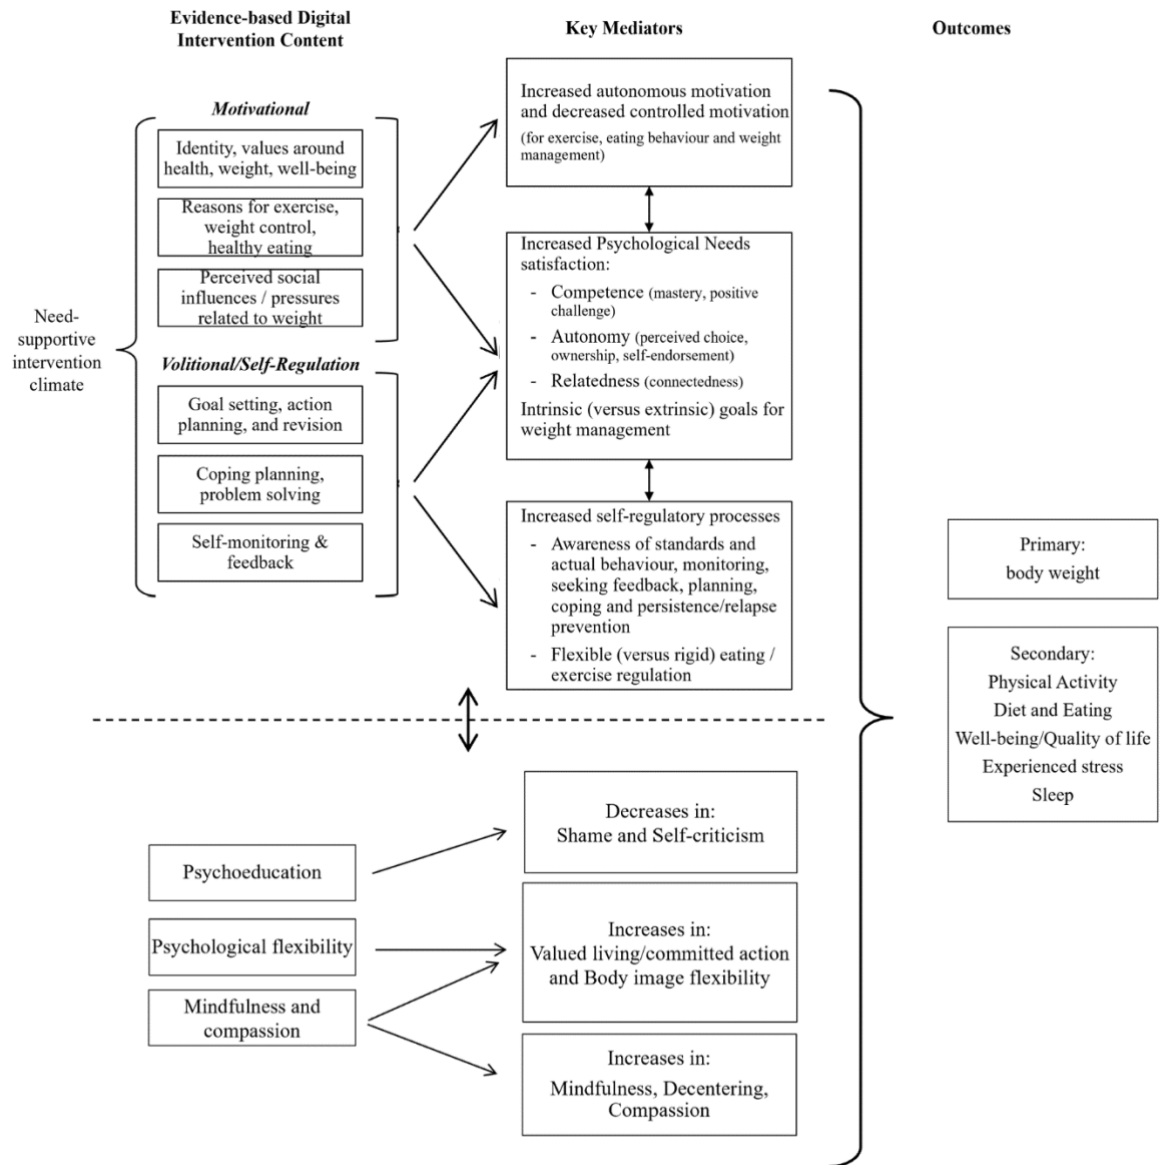 Evidence-based Digital
Intervention Content
Key Mediators
Outcomes
Motivational
Identity, values around
health, weight, well-being
Reasons for exercise,
weight control,
healthy eating
Perceived social
influences / pressures
related to weight
Need-
supportive
intervention
climate
Volitional/Self-Regulation
Goal setting, action
planning, and revision
Coping planning,
problem solving
Self-monitoring &
feedback
Increased autonomous motivation
and decreased controlled motivation
(for exercise, eating behaviour and weight
management)
Increased Psychological Needs
satisfaction:
- Competence (mastery, positive
challenge)
- Autonomy (perceived choice,
ownership, self-endorsement)
- Relatedness (connectedness)
Intrinsic (versus extrinsic) goals for
weight management
Increased self-regulatory processes
- Awareness of standards and
actual behaviour, monitoring,
seeking feedback, planning,
coping and persistence/relapse
prevention
- Flexible (versus rigid) eating /
exercise regulation
Primary:
body weight
Secondary:
Physical Activity
Diet and Eating
Well-being/Quality of life
Experienced stress
Sleep
Psychoeducation
Psychological flexibility
Mindfulness and
compassion
Decreases in:
Shame and Self-criticism
Increases in:
Valued living/committed action
and Body image flexibility
Increases in:
Mindfulness, Decentering,
Compassion